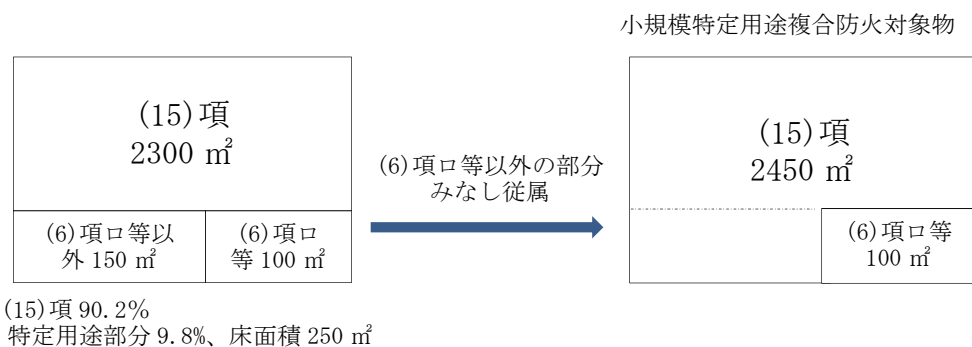 小規模特定用途複合防火対象物
(15)項
2300 ㎡
(6)項ロ等以
外 150 ㎡
(6)項ロ
等 100 ㎡
(6)項ロ等以外の部分
みなし従属
(15)項
2450 ㎡
(6)項ロ等
100 ㎡
(15)項 90.2%
特定用途部分 9.8%、床面積 250 ㎡